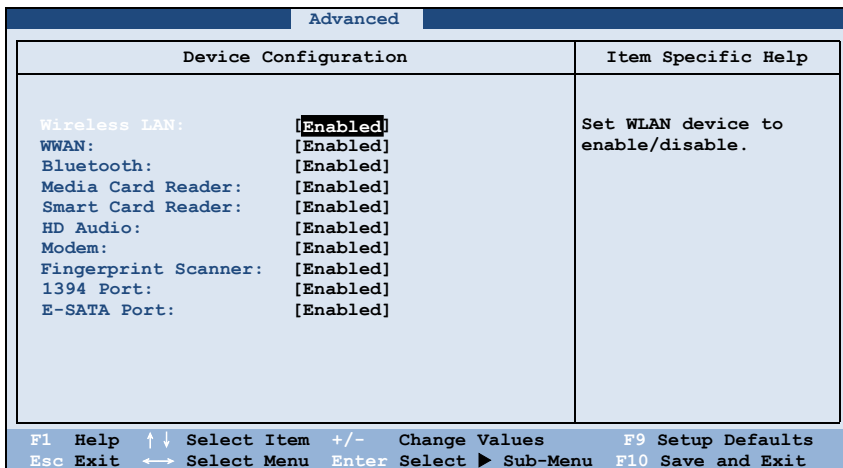 Advanced
Device Configuration Item Specific Help
Wireless LAN: [Enabled] Set WLAN device to
WWAN: [Enabled] enable/disable.
Bluetooth: [Enabled]
Media Card Reader: [Enabled]
Smart Card Reader: [Enabled]
HD Audio: [Enabled]
Modem: [Enabled]
Fingerprint Scanner: [Enabled]
1394 Port: [Enabled]
E-SATA Port: [Enabled]
F1 Help ↑↓ Select Item +/- Change Values F9 Setup Defaults
Esc Exit ←→ Select Menu Enter Select ▶ Sub-Menu F10 Save and Exit